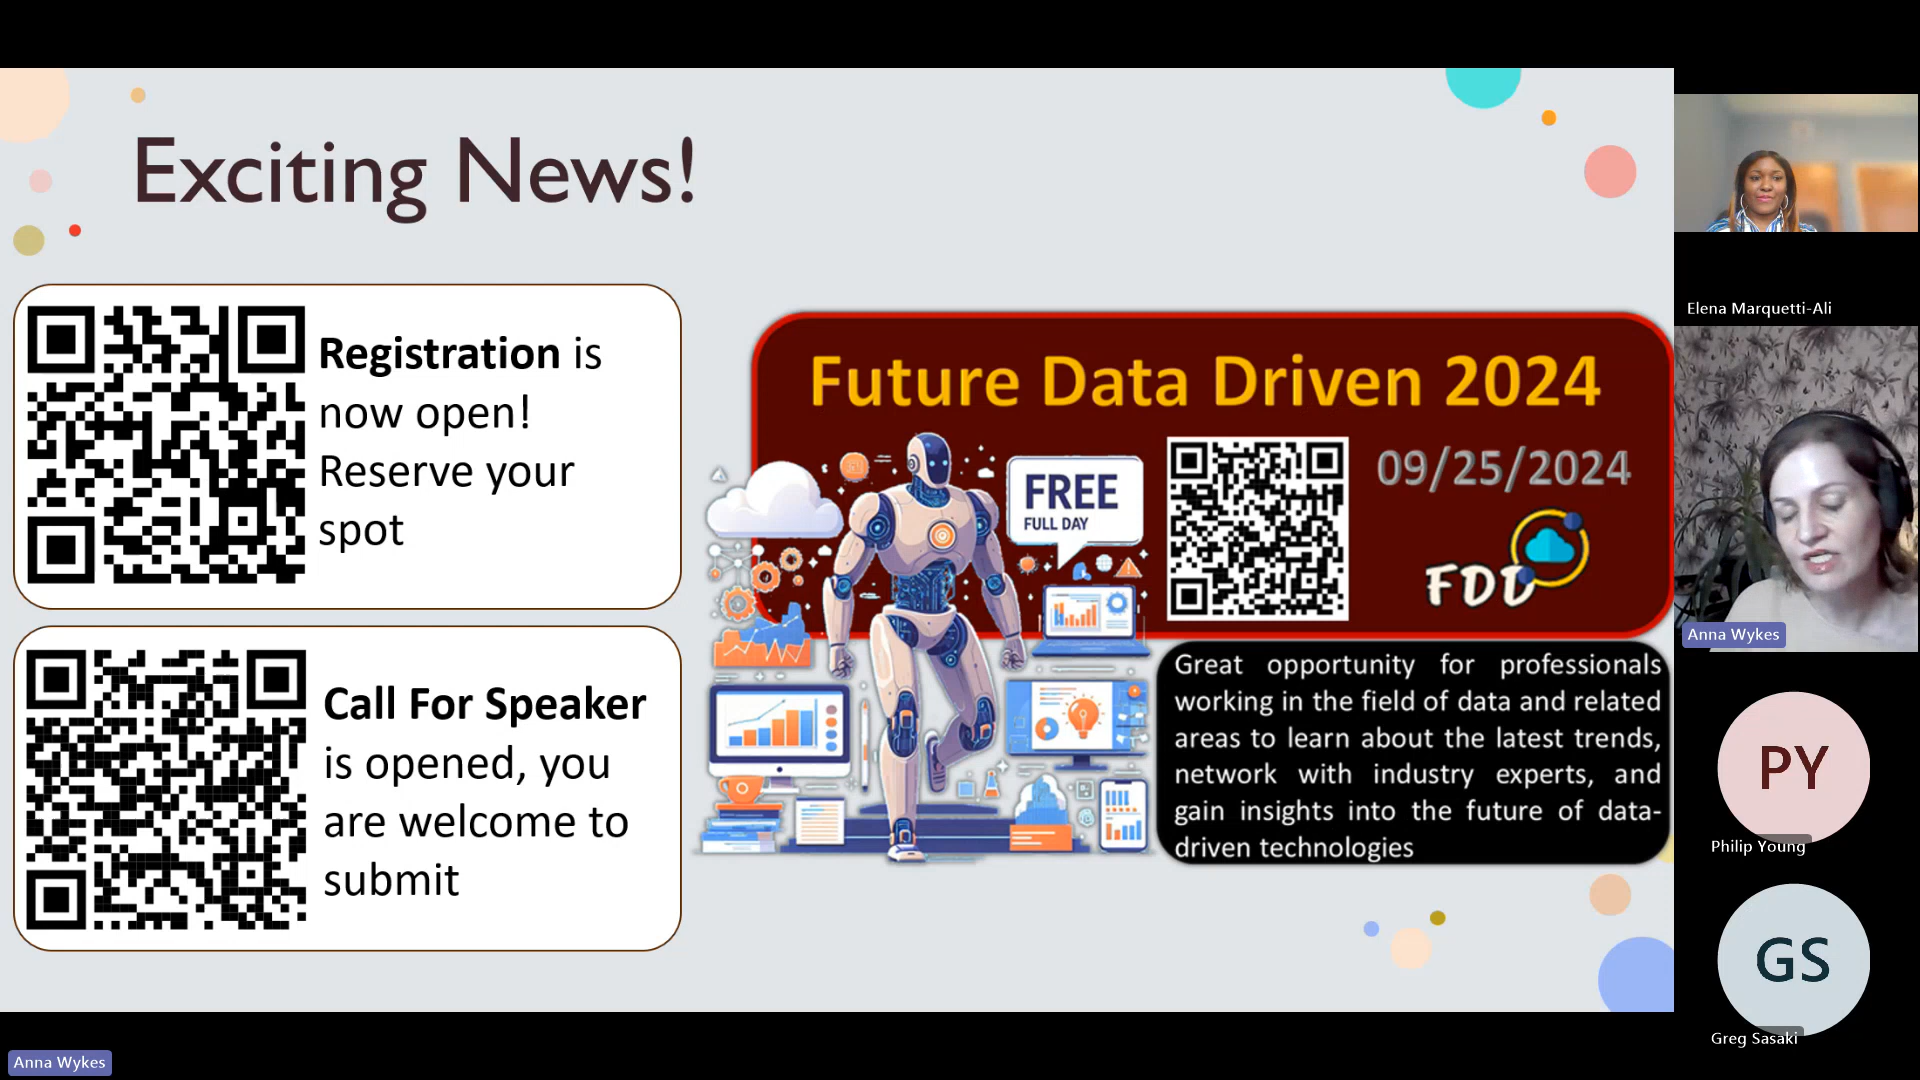 Exciting News!
Registration is
now open!
Reserve your
spot
Call For Speaker
is opened, you
are welcome to
submit
Future Data Driven 2024
FREE
FULL DAY
09/25/2024
FDD
Great opportunity for professionals
working in the field of data and related
areas to learn about the latest trends,
network with industry experts, and
gain insights into the future of data-
driven technologies
Elena Marquetti-Ali
Anna Wykes
PY
Philip Young
GS
Greg Sasaki
Anna Wykes